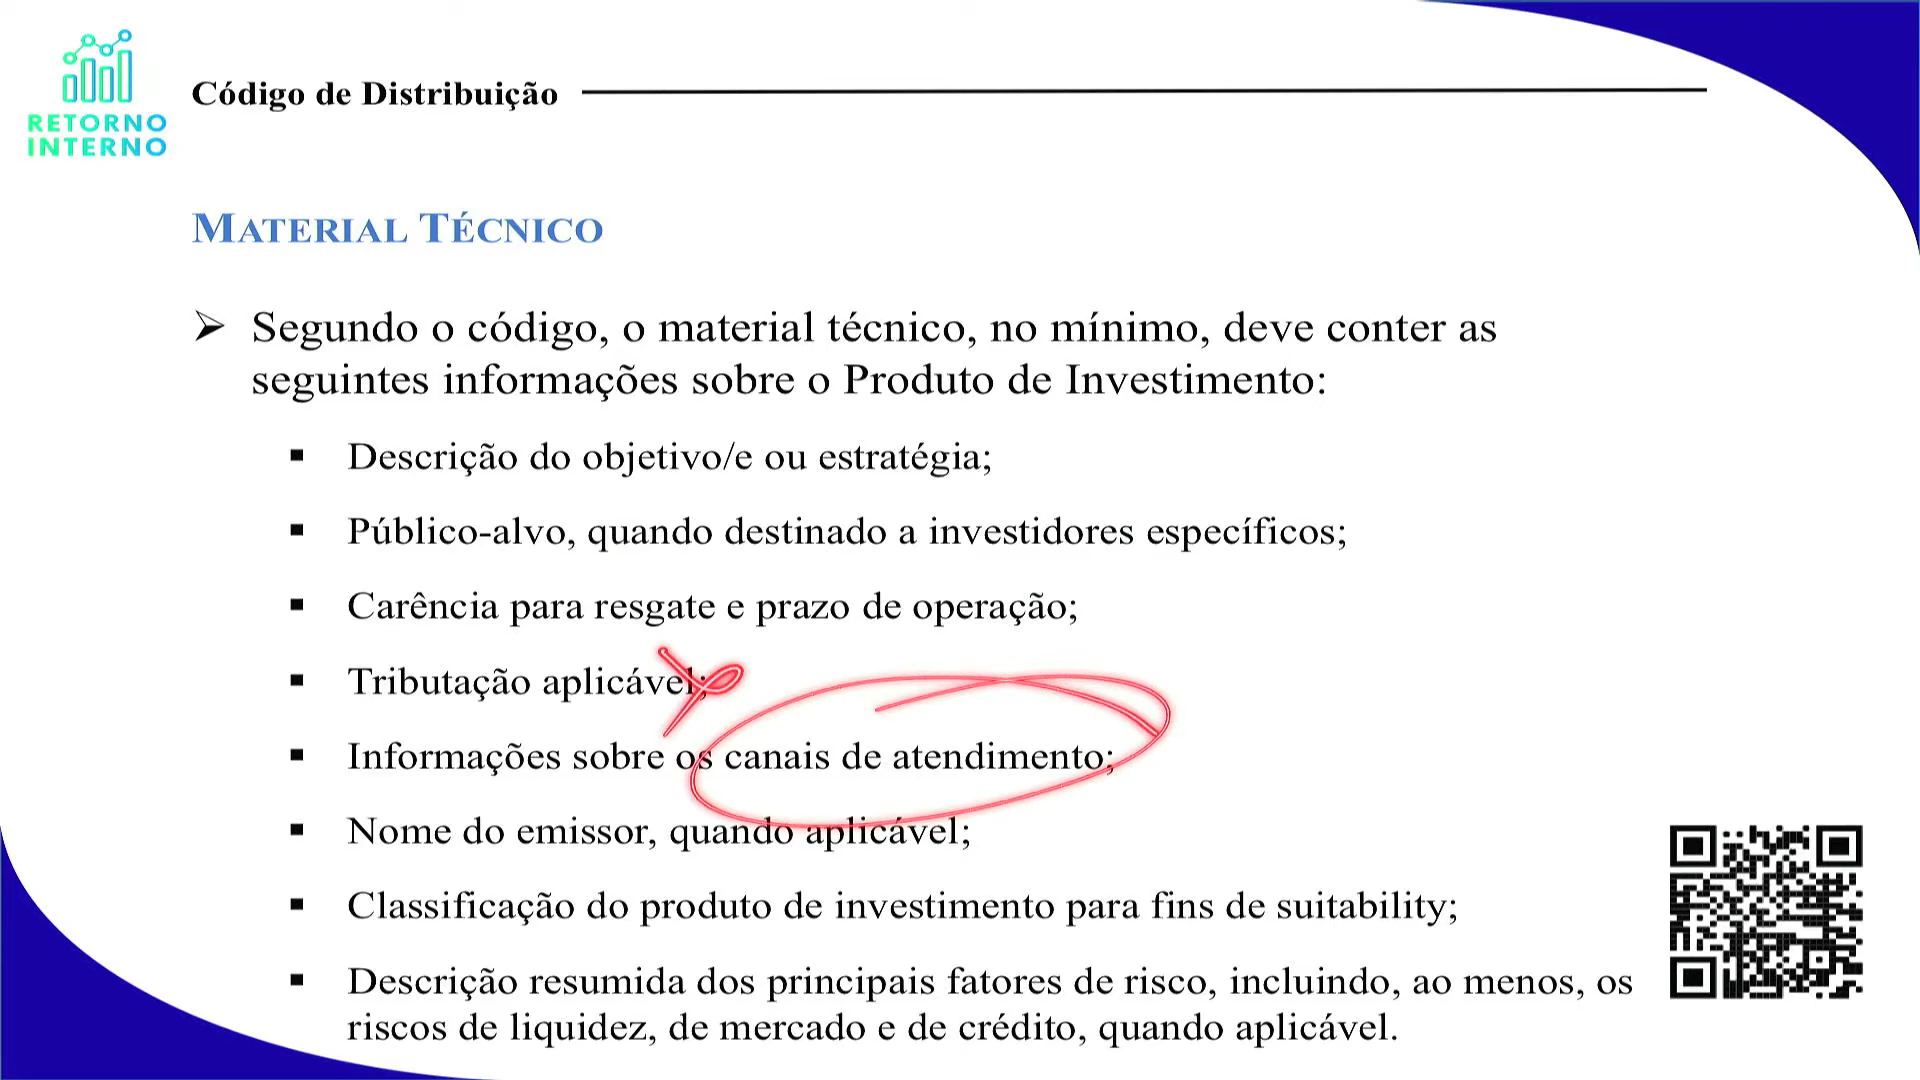 RETORNO
INTERNO
Código de Distribuição
MATERIAL TÉCNICO
➢ Segundo o código, o material técnico, no mínimo, deve conter as
seguintes informações sobre o Produto de Investimento:
▪ Descrição do objetivo/e ou estratégia;
▪ Público-alvo, quando destinado a investidores específicos;
▪ Carência para resgate e prazo de operação;
▪ Tributação aplicável;
▪ Informações sobre os canais de atendimento;
▪ Nome do emissor, quando aplicável;
▪ Classificação do produto de investimento para fins de suitability;
▪ Descrição resumida dos principais fatores de risco, incluindo, ao menos, os
riscos de liquidez, de mercado e de crédito, quando aplicável.